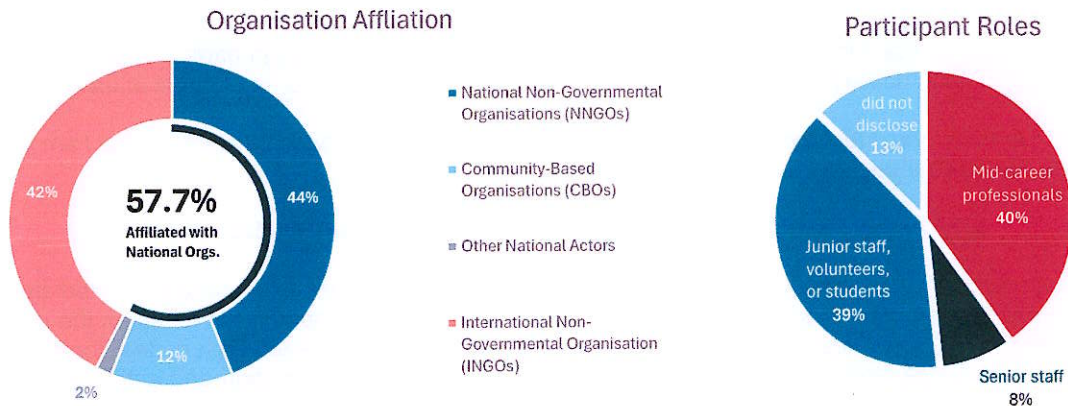 Organisation Affliation
42%
44%
57.7%
Affiliated with
National Orgs.
12%
2%
National Non-Governmental
Organisations (NNGOs)
Community-Based
Organisations (CBOs)
Other National Actors
International Non-
Governmental Organisation
(INGOs)
Participant Roles
did not
disclose
13%
Mid-career
professionals
40%
Junior staff,
volunteers,
or students
39%
Senior staff
8%